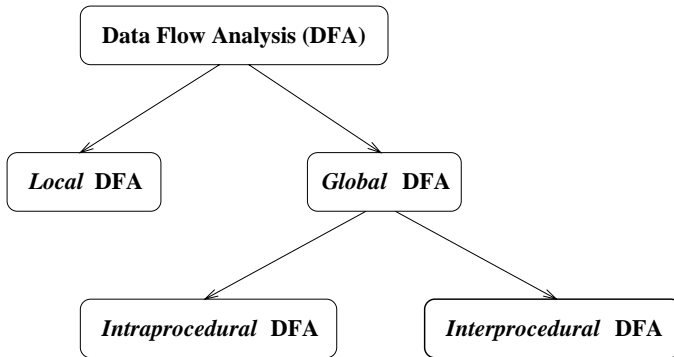 Data Flow Analysis (DFA)
Local DFA
Global DFA
Intraprocedural DFA
Interprocedural DFA